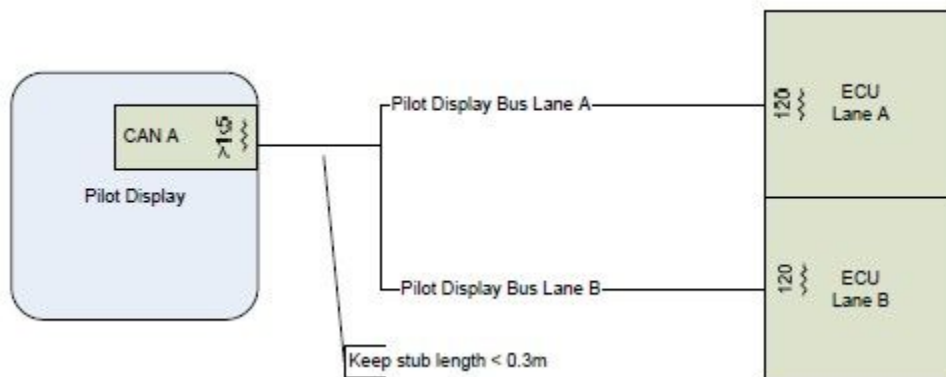 CAN A
>15
Pilot Display
Pilot Display Bus Lane A
Pilot Display Bus Lane B
Keep stub length < 0.3m
120
ECU
Lane A
120
ECU
Lane B